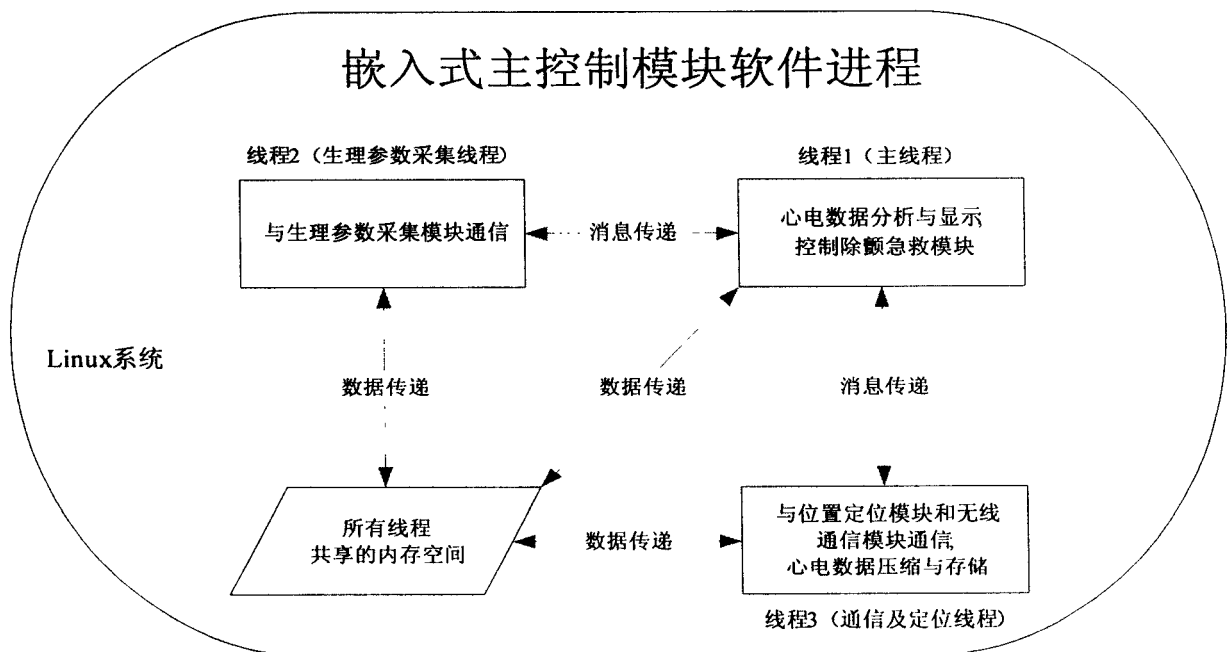 嵌入式主控制模块软件进程
线程2（生理参数采集线程）
线程1（主线程）
与生理参数采集模块通信
消息传递
心电数据分析与显示,
控制除颤急救模块
Linux系统
数据传递
数据传递
消息传递
所有线程
共享的内存空间
数据传递
与位置定位模块和无线
通信模块通信,
心电数据压缩与存储
线程3（通信及定位线程）